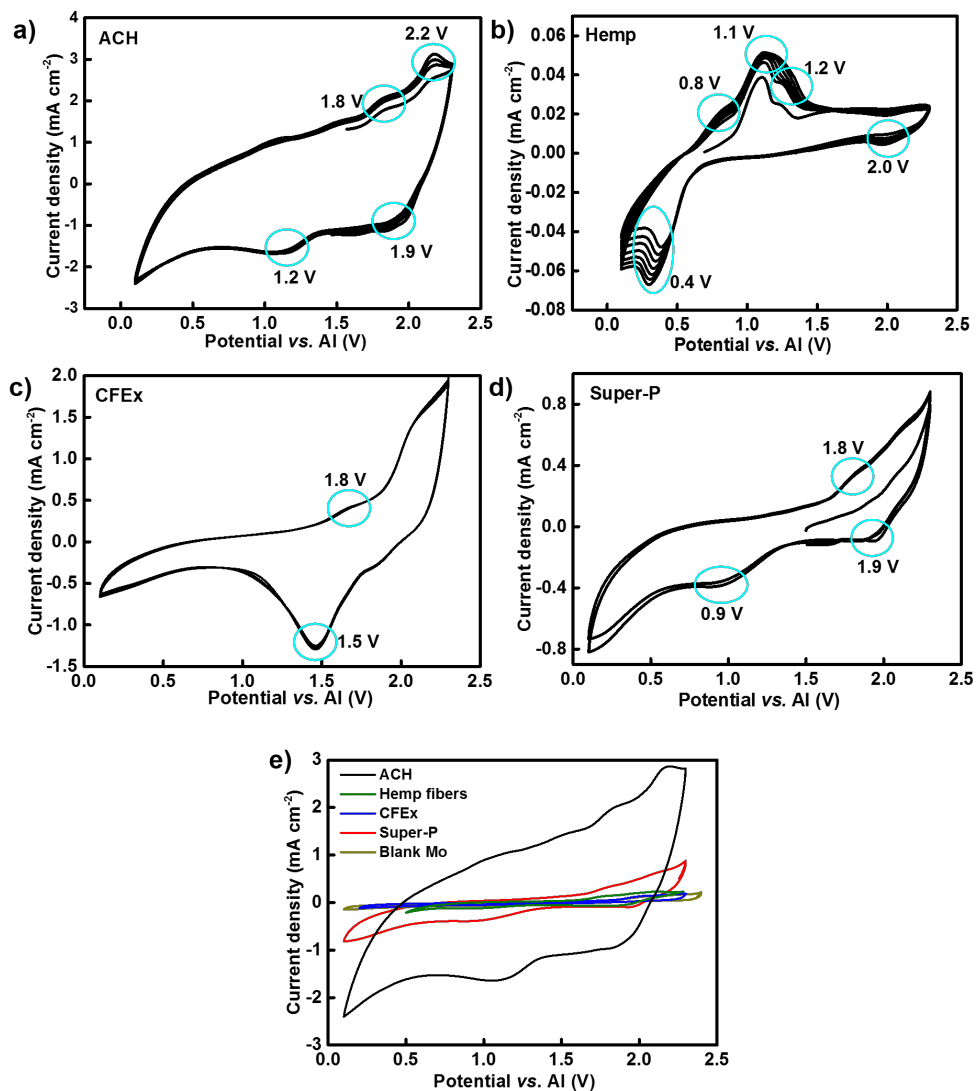 a)
ACH
2.2 V
1.8 V
1.2 V
1.9 V
4
3
2
1
0
-1
-2
-3
0.0 0.5 1.0 1.5 2.0 2.5
Current density (mA cm⁻²)
Potential vs. Al (V)
b)
Hemp
1.1 V
0.8 V
1.2 V
2.0 V
0.4 V
0.06
0.04
0.02
0.00
-0.02
-0.04
-0.06
-0.08
0.0 0.5 1.0 1.5 2.0 2.5
Current density (mA cm⁻²)
Potential vs. Al (V)
c)
CFEx
1.8 V
1.5 V
2.0
1.5
1.0
0.5
0.0
-0.5
-1.0
-1.5
0.0 0.5 1.0 1.5 2.0 2.5
Current density (mA cm⁻²)
Potential vs. Al (V)
d)
Super-P
1.8 V
1.9 V
0.9 V
0.8
0.4
0.0
-0.4
-0.8
0.0 0.5 1.0 1.5 2.0 2.5
Current density (mA cm⁻²)
Potential vs. Al (V)
e)
ACH
Hemp fibers
CFEx
Super-P
Blank Mo
3
2
1
0
-1
-2
-3
0.0 0.5 1.0 1.5 2.0 2.5
Current density (mA cm⁻²)
Potential vs. Al (V)